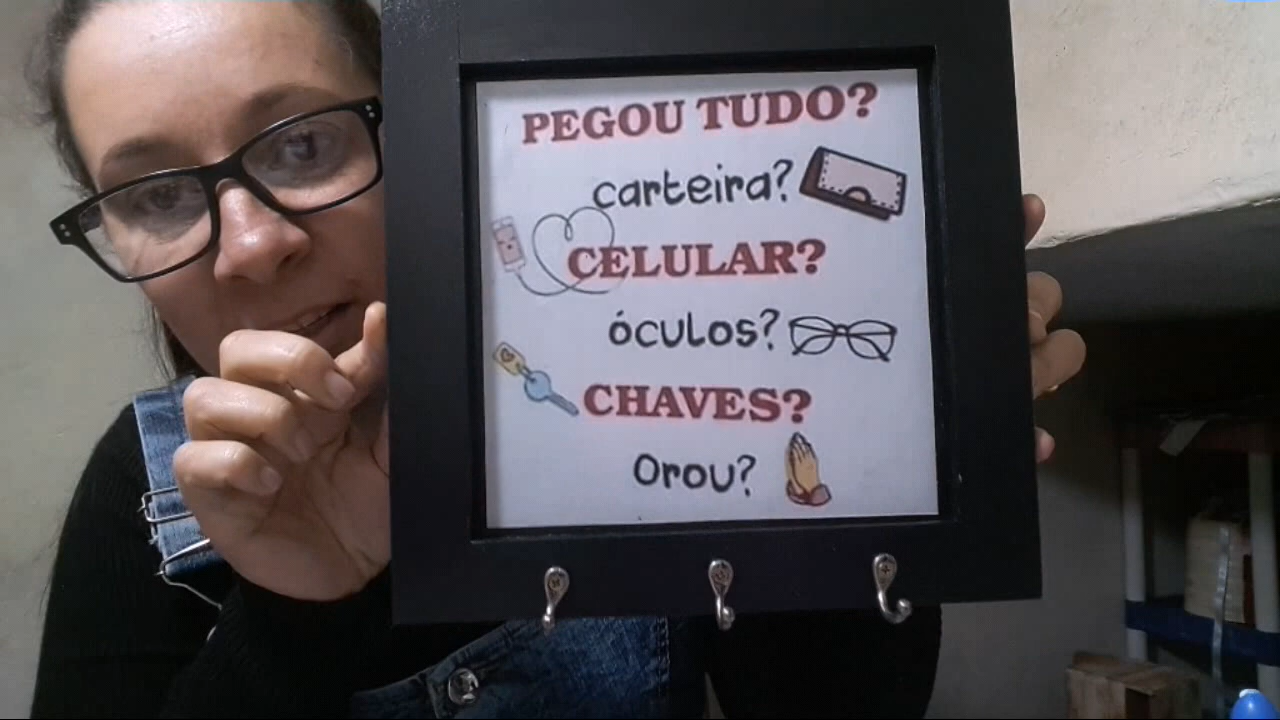 PEGOU TUDO?
carteira?
CELULAR?
óculos?
CHAVES?
Orou?